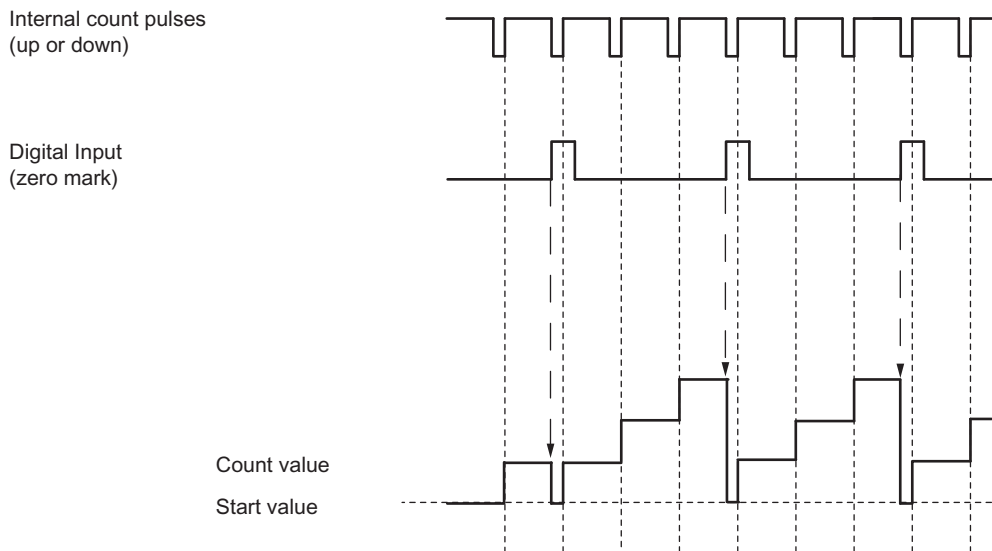 Internal count pulses
(up or down)
Digital Input
(zero mark)
Count value
Start value